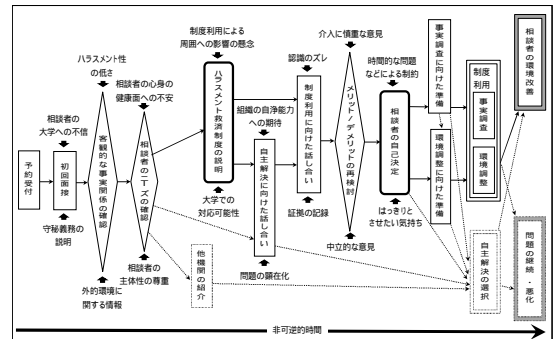 予約受付
相談者の
大学への不信
初回面接
守秘義務の
説明
ハラスメント性
の低さ
客観的な事実関係の確認
外的環境に
関する情報
相談者の心身の
健康面への不安
相談者のニーズの確認
相談者の
主体性の尊重
制度利用による
周囲への影響の懸念
ハラスメント救済
制度の説明
大学での
対応可能性
他機関の
紹介
組織の自浄能力
への期待
自主解決に向けた話し合い
問題の顕在化
認識のズレ
制度利用に向けた話し合い
証拠の記録
介入に慎重な意見
メリット/デメリットの再検討
中立的な意見
時間的な問題
などによる制約
相談者の自己決定
はっきりと
させたい気持ち
事実調査に向けた準備
環境調整に向けた準備
制度
利用
事実調査
環境調整
自主解決の選択
相談者の環境
改善
問題の継続・
悪化
非可逆的時間